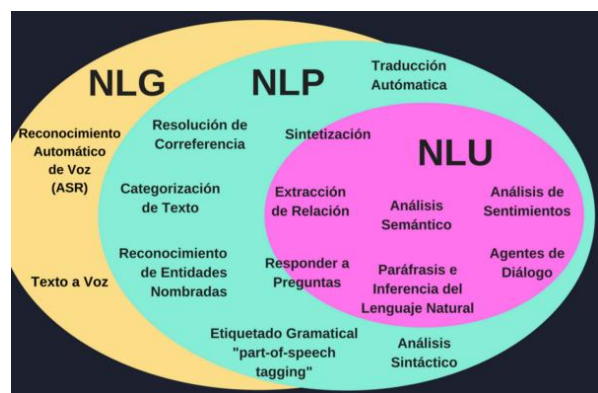 NLG
NLP
NLU
Traducción
Autómatica
Reconocimiento
Automático
de Voz
(ASR)
Resolución de
Correferencia
Sintetización
Categorización
de Texto
Extracción
de Relación
Análisis
Semántico
Análisis de
Sentimientos
Reconocimiento
de Entidades
Nombradas
Responder a
Preguntas
Paráfrasis e
Inferencia del
Lenguaje Natural
Agentes de
Diálogo
Texto a Voz
Etiquetado Gramatical
"part-of-speech
tagging"
Análisis
Sintáctico